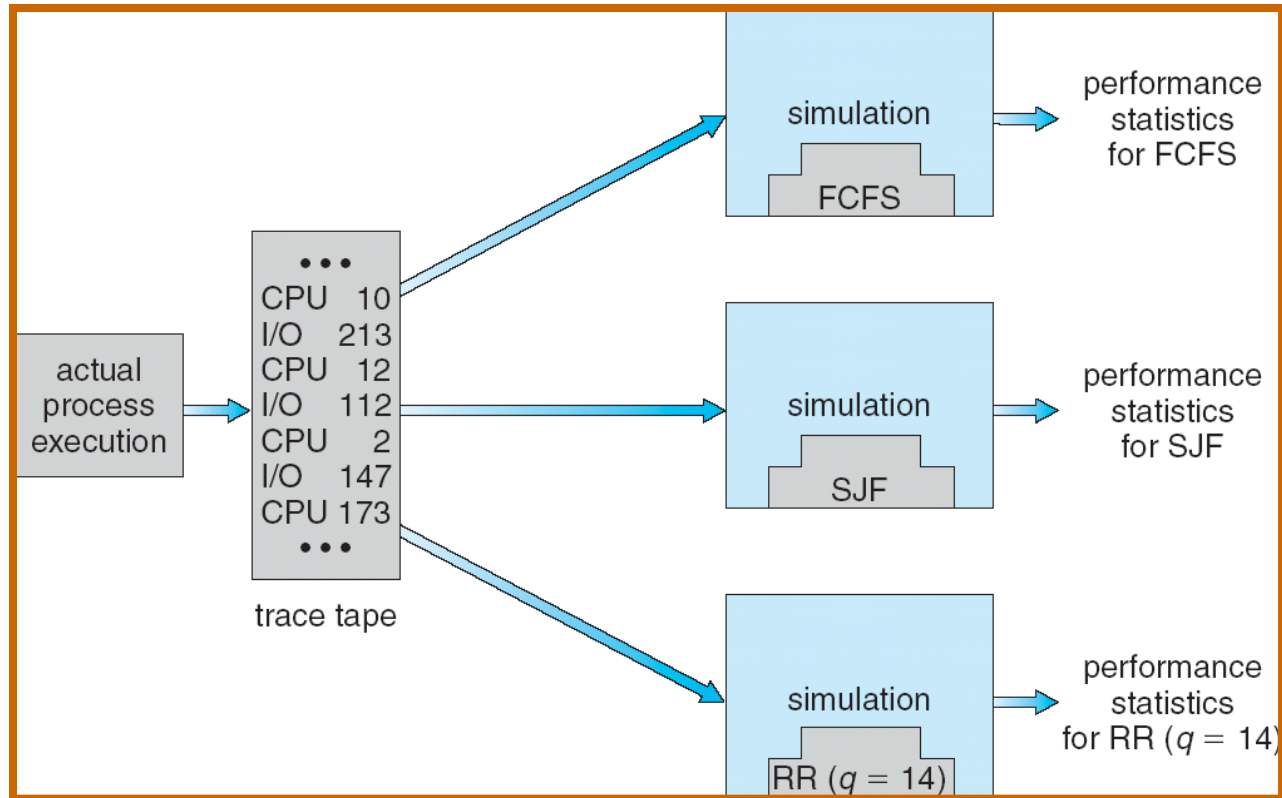 actual
process
execution
• • •
CPU 10
I/O 213
CPU 12
I/O 112
CPU 2
I/O 147
CPU 173
• • •
trace tape
simulation
FCFS
performance
statistics
for FCFS
simulation
SJF
performance
statistics
for SJF
simulation
RR (q = 14)
performance
statistics
for RR (q = 14)